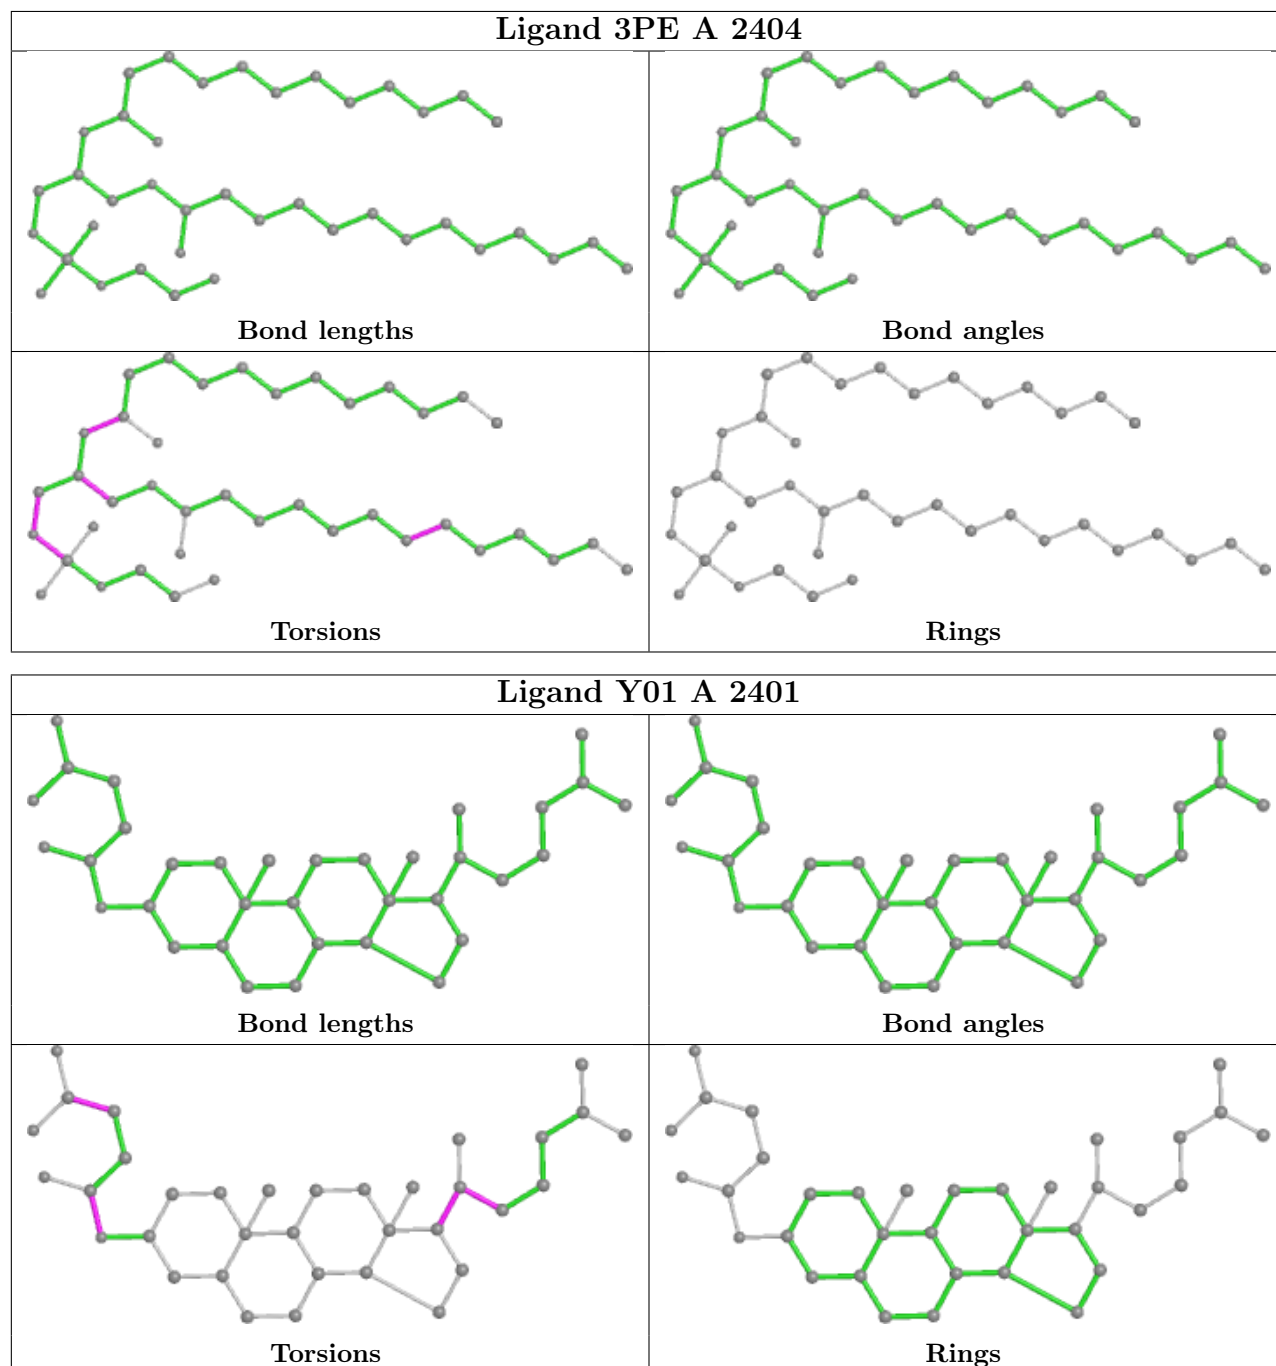 Ligand 3PE A 2404
Bond lengths
Bond angles
Torsions
Rings
Ligand Y01 A 2401
Bond lengths
Bond angles
Torsions
Rings